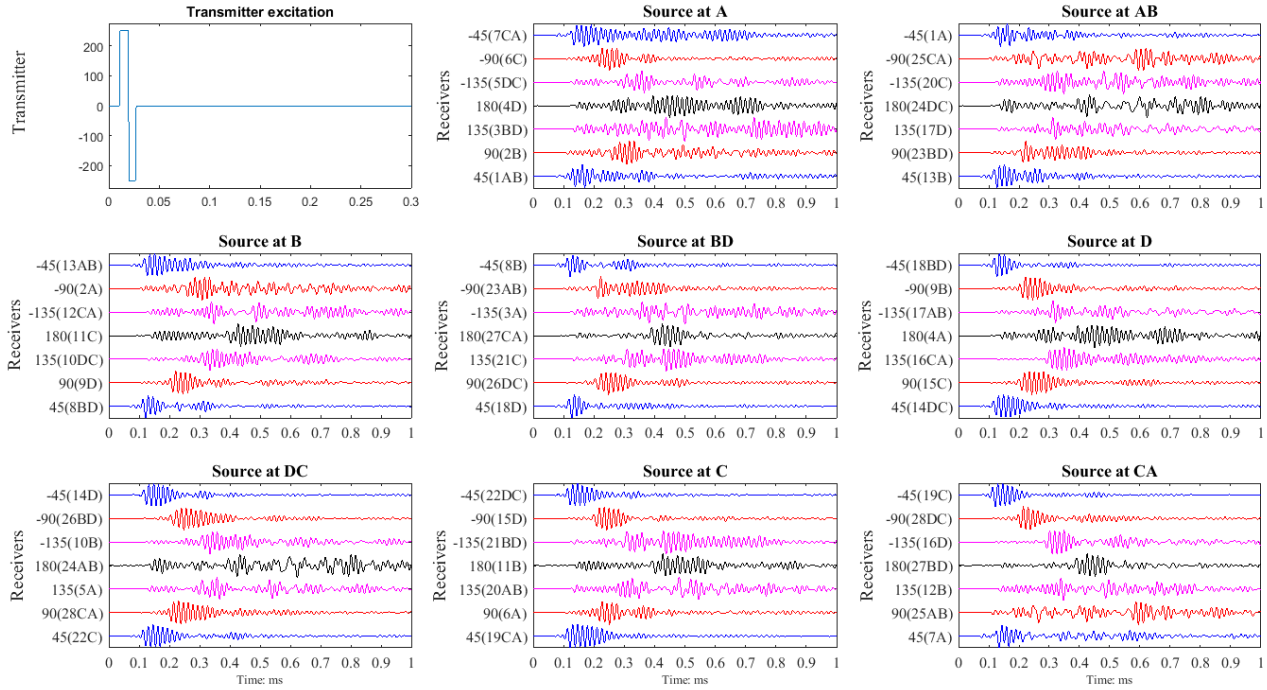 Transmitter excitation
200
100
0
-100
-200
Transmitter
0 0.05 0.1 0.15 0.2 0.25 0.3
Source at A
-45(7CA)
-90(6C)
-135(5DC)
180(4D)
135(3BD)
90(2B)
45(1AB)
Receivers
0 0.1 0.2 0.3 0.4 0.5 0.6 0.7 0.8 0.9 1
Source at AB
-45(1A)
-90(25CA)
-135(20C)
180(24DC)
135(17D)
90(23BD)
45(13B)
Receivers
0 0.1 0.2 0.3 0.4 0.5 0.6 0.7 0.8 0.9 1
Source at B
-45(13AB)
-90(2A)
-135(12CA)
180(11C)
135(10DC)
90(9D)
45(8BD)
Receivers
0 0.1 0.2 0.3 0.4 0.5 0.6 0.7 0.8 0.9 1
Source at BD
-45(8B)
-90(23AB)
-135(3A)
180(27CA)
135(21C)
90(26DC)
45(18D)
Receivers
0 0.1 0.2 0.3 0.4 0.5 0.6 0.7 0.8 0.9 1
Source at D
-45(18BD)
-90(9B)
-135(17AB)
180(4A)
135(16CA)
90(15C)
45(14DC)
Receivers
0 0.1 0.2 0.3 0.4 0.5 0.6 0.7 0.8 0.9 1
Source at DC
-45(14D)
-90(26BD)
-135(10B)
180(24AB)
135(5A)
90(28CA)
45(22C)
Receivers
0 0.1 0.2 0.3 0.4 0.5 0.6 0.7 0.8 0.9 1
Time: ms
Source at C
-45(22DC)
-90(15D)
-135(21BD)
180(11B)
135(20AB)
90(6A)
45(19CA)
Receivers
0 0.1 0.2 0.3 0.4 0.5 0.6 0.7 0.8 0.9 1
Time: ms
Source at CA
-45(19C)
-90(28DC)
-135(16D)
180(27BD)
135(12B)
90(25AB)
45(7A)
Receivers
0 0.1 0.2 0.3 0.4 0.5 0.6 0.7 0.8 0.9 1
Time: ms